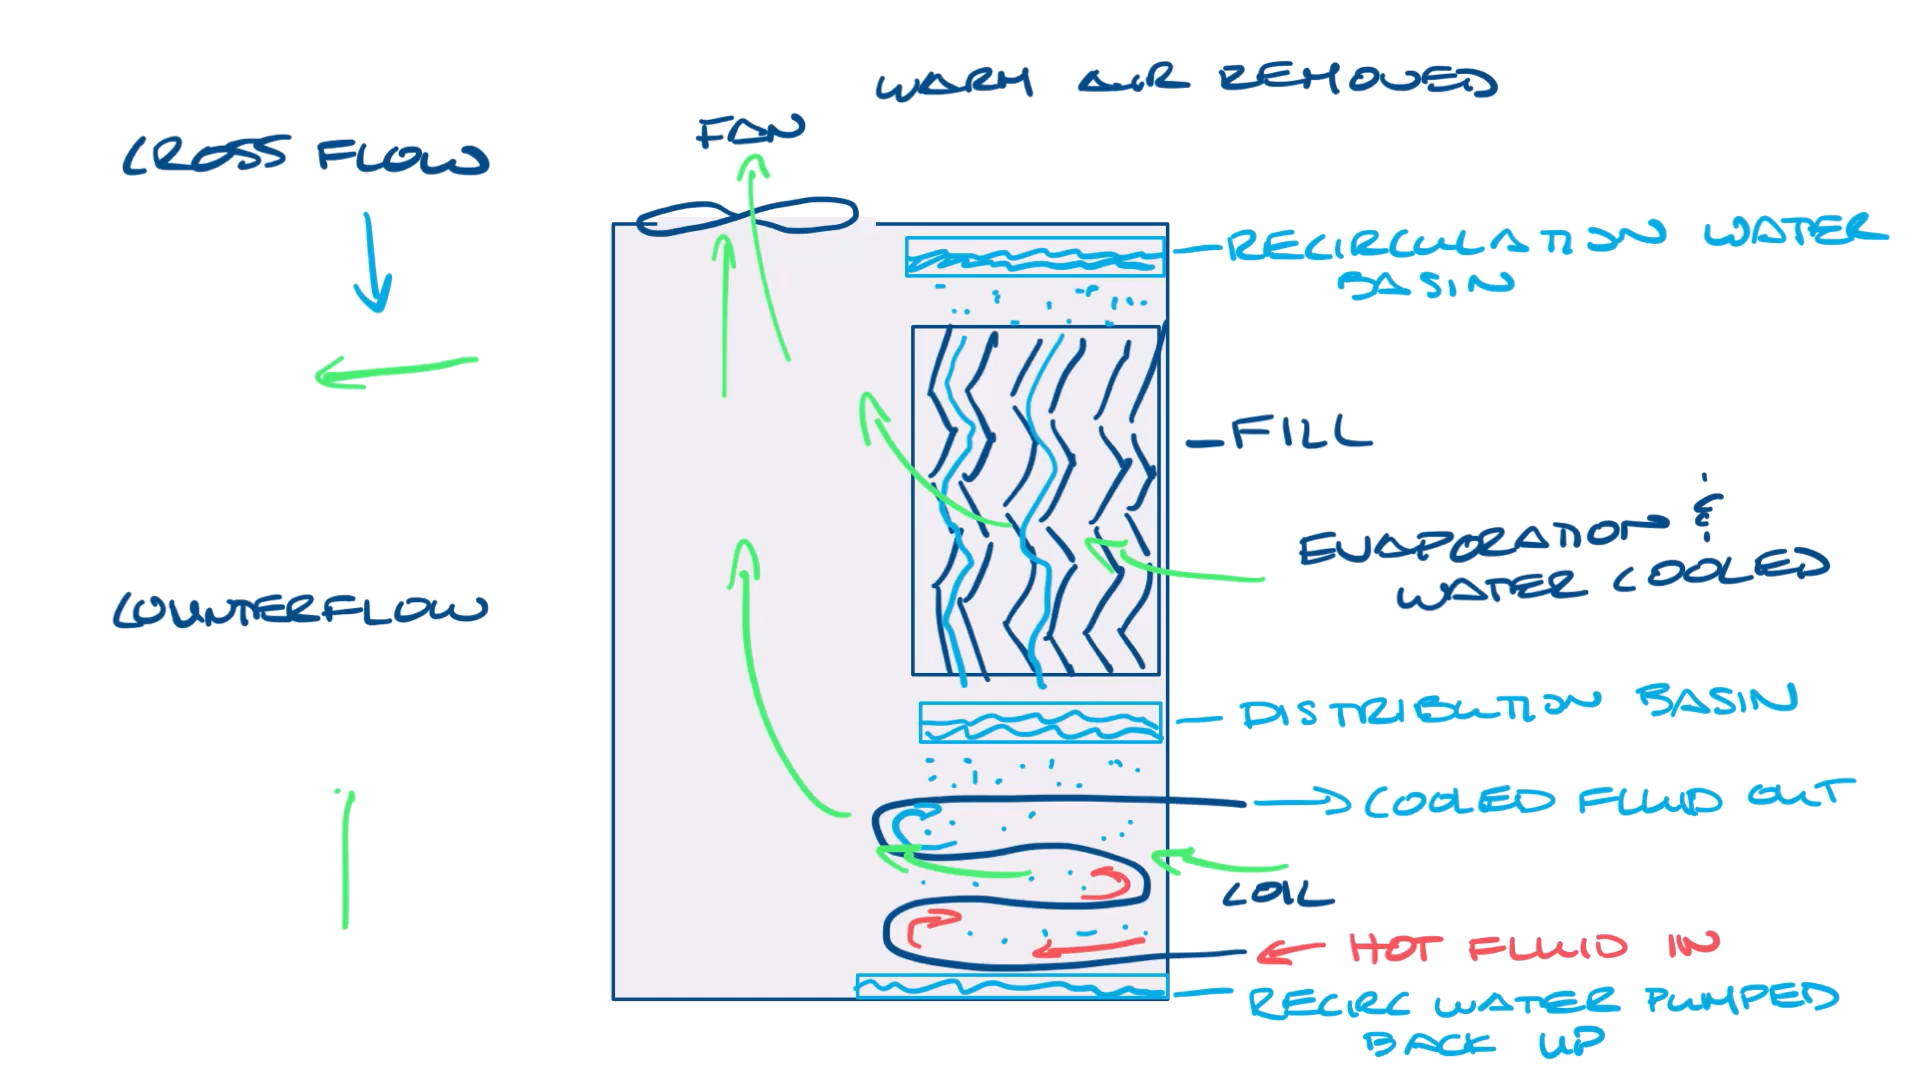 WARM AIR REMOVED
FAN
CROSS FLOW
RECIRCULATION WATER
BASIN
FILL
EVAPORATION &
WATER COOLED
COUNTERFLOW
DISTRIBUTION BASIN
COOLED FLUID OUT
COIL
HOT FLUID IN
RECIRC WATER PUMPED
BACK UP